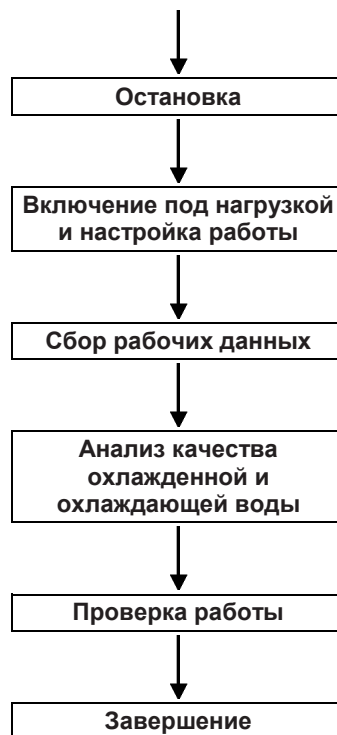 Остановка
Включение под нагрузкой
и настройка работы
Сбор рабочих данных
Анализ качества
охлажденной и
охлаждающей воды
Проверка работы
Завершение